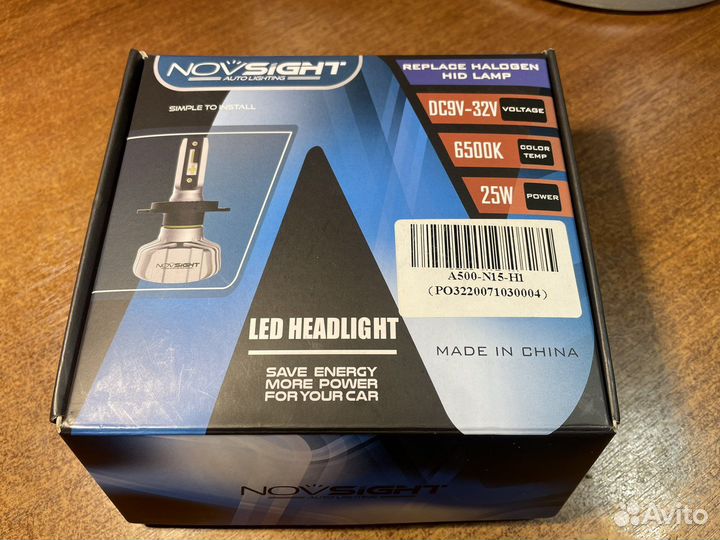 NOVSIGHT
AUTO LIGHTING
SIMPLE TO INSTALL
REPLACE HALOGEN
HID LAMP
DC9V-32V VOLTAGE
6500K COLOR TEMP
25W POWER
NOVSIGHT
A500-N15-H1
(PO3220071030004)
LED HEADLIGHT
SAVE ENERGY
MORE POWER
FOR YOUR CAR
MADE IN CHINA
NOVSIGHT
AUTO LIGHTING
Avito